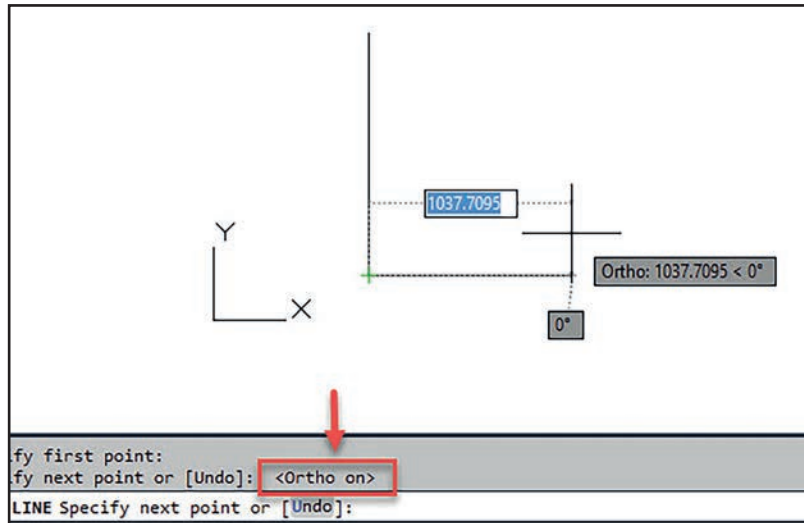 1037.7095
Y
Ortho: 1037.7095 < 0°
X
0°
fy first point:
fy next point or [Undo]: <Ortho on>
LINE Specify next point or [Undo]: